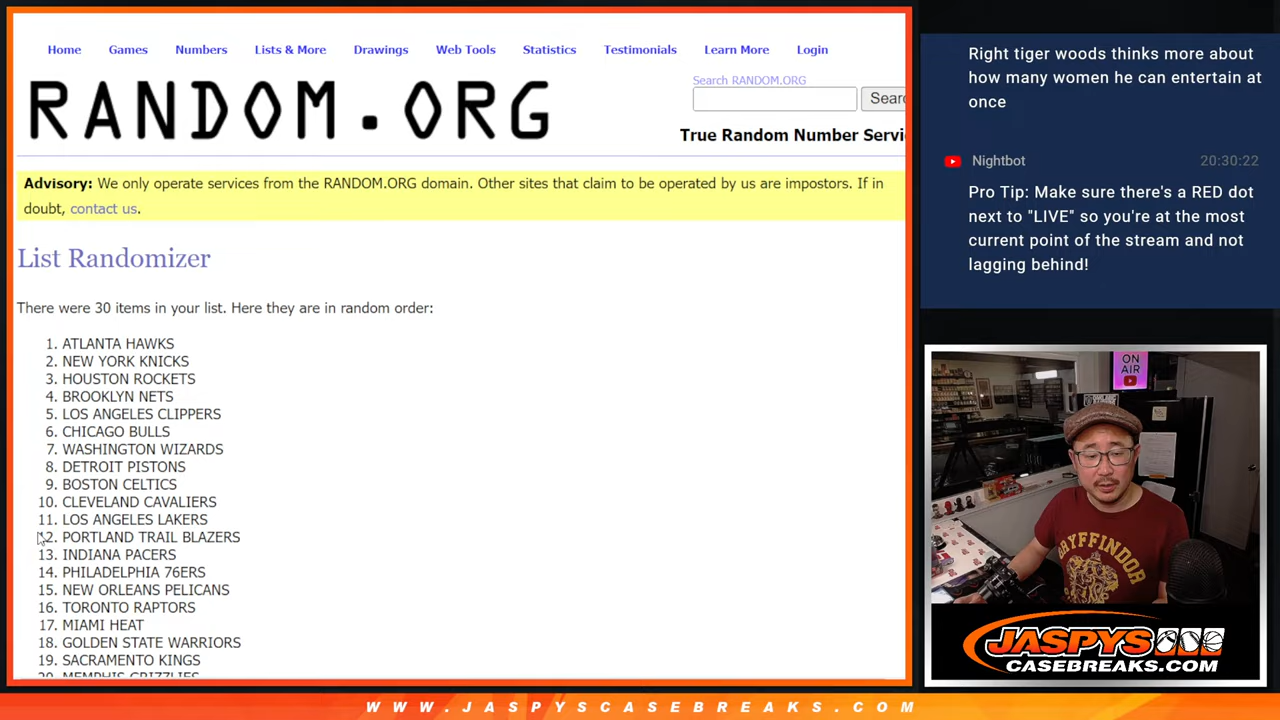 Home Games Numbers Lists & More Drawings Web Tools Statistics Testimonials Learn More Login
RANDOM.ORG
Search RANDOM.ORG
Sear
True Random Number Servi
Advisory: We only operate services from the RANDOM.ORG domain. Other sites that claim to be operated by us are impostors. If in
doubt, contact us.
List Randomizer
There were 30 items in your list. Here they are in random order:
1. ATLANTA HAWKS
2. NEW YORK KNICKS
3. HOUSTON ROCKETS
4. BROOKLYN NETS
5. LOS ANGELES CLIPPERS
6. CHICAGO BULLS
7. WASHINGTON WIZARDS
8. DETROIT PISTONS
9. BOSTON CELTICS
10. CLEVELAND CAVALIERS
11. LOS ANGELES LAKERS
12. PORTLAND TRAIL BLAZERS
13. INDIANA PACERS
14. PHILADELPHIA 76ERS
15. NEW ORLEANS PELICANS
16. TORONTO RAPTORS
17. MIAMI HEAT
18. GOLDEN STATE WARRIORS
19. SACRAMENTO KINGS
20. MEMPHIS GRIZZLIES
Right tiger woods thinks more about
how many women he can entertain at
once
Nightbot 20:30:22
Pro Tip: Make sure there's a RED dot
next to "LIVE" so you're at the most
current point of the stream and not
lagging behind!
ON
AIR
GRYFFINDOR
JASPYS
CASEBREAKS.COM
WWW.JASPYSCASEBREAKS.COM